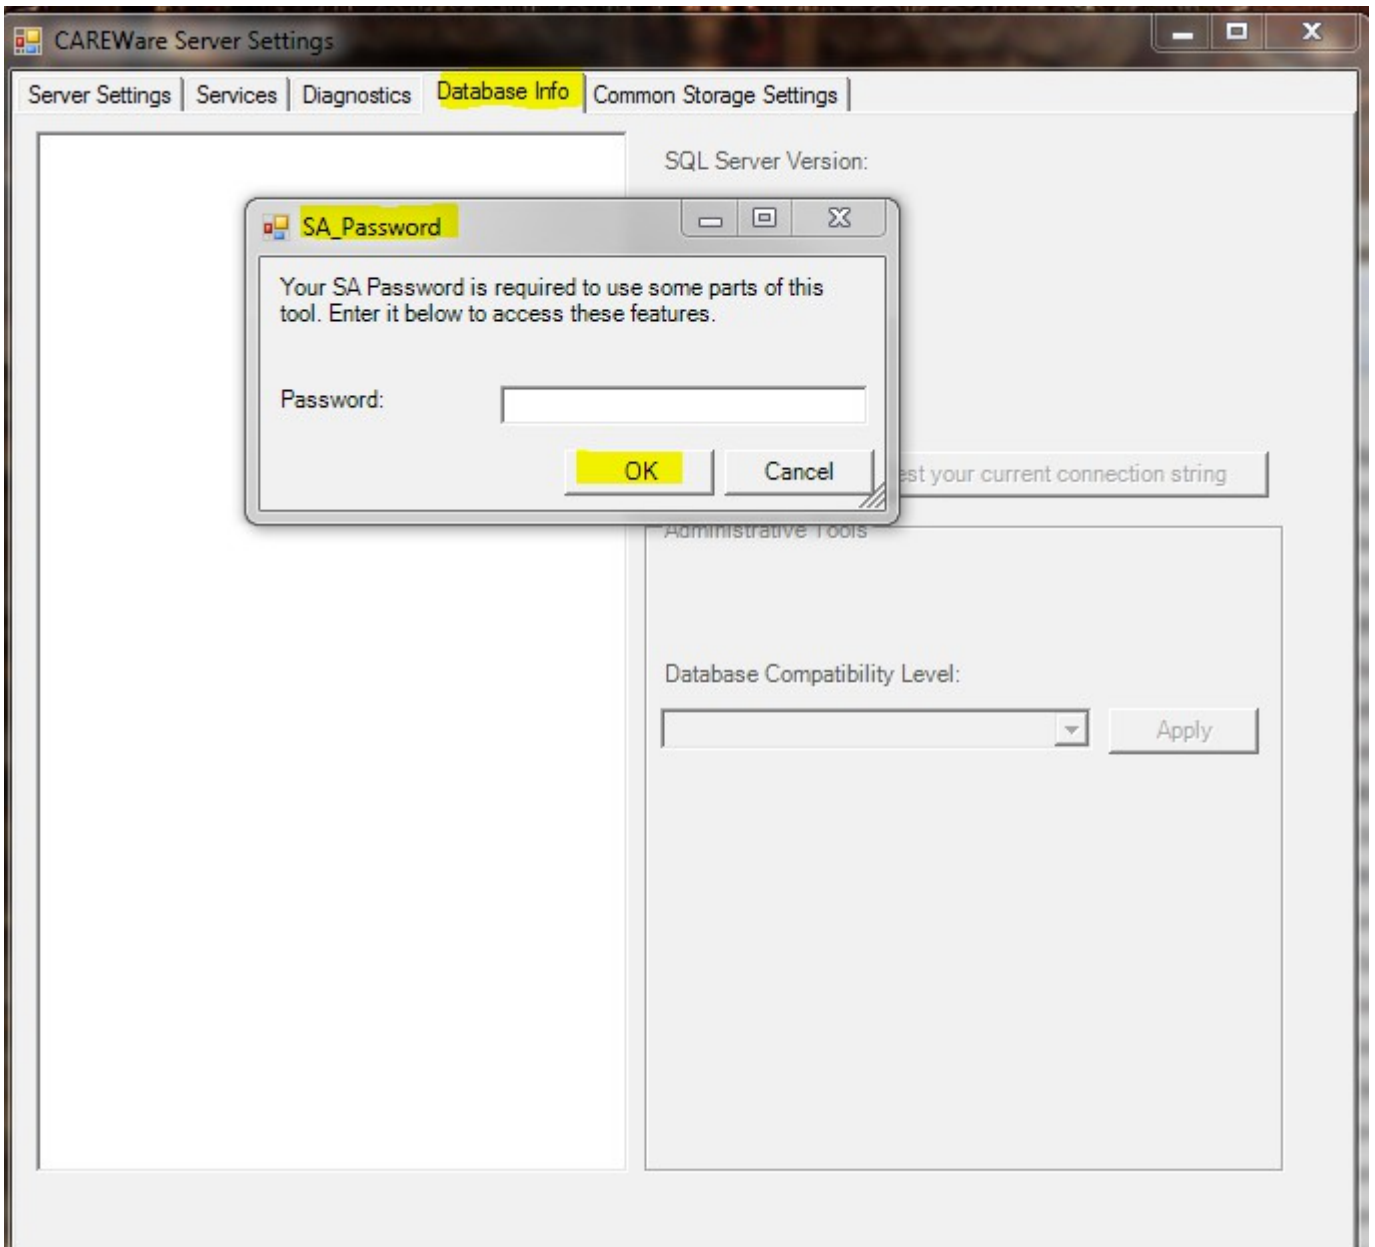 CAREWare Server Settings
Server Settings Services Diagnostics Database Info Common Storage Settings
SQL Server Version:
SA_Password
Your SA Password is required to use some parts of this
tool. Enter it below to access these features.
Password:
OK Cancel
your current connection string
Administrative Tools
Database Compatibility Level:
Apply